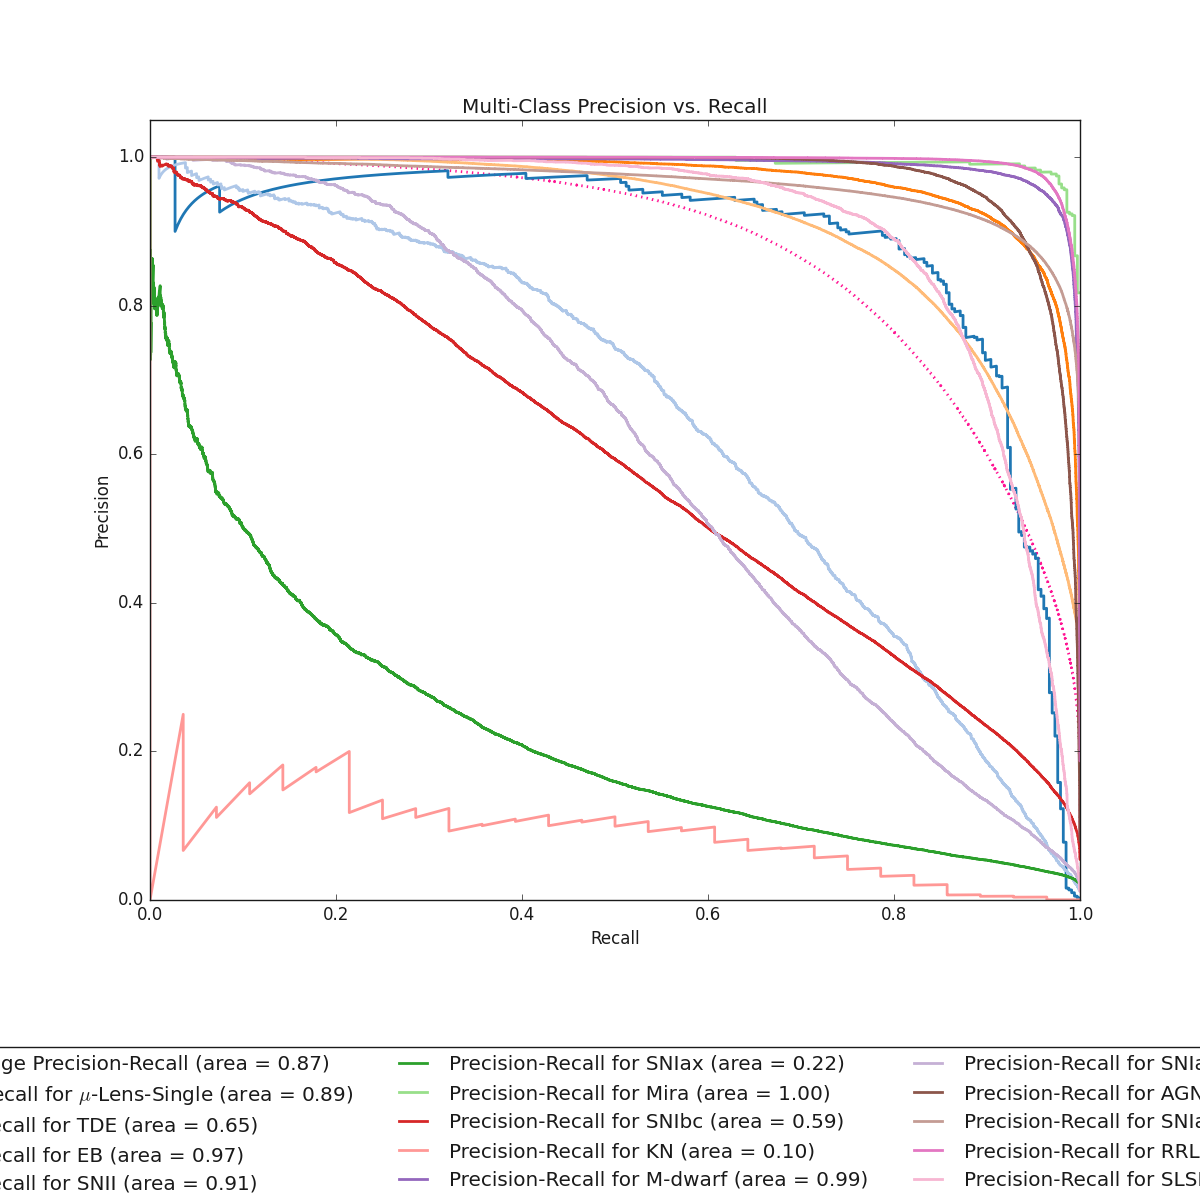 Multi-Class Precision vs. Recall
1.0
0.8
0.6
0.4
0.2
0.0
Precision
0.0 0.2 0.4 0.6 0.8 1.0
Recall
ge Precision-Recall (area = 0.87)
ecall for μ-Lens-Single (area = 0.89)
ecall for TDE (area = 0.65)
ecall for EB (area = 0.97)
ecall for SNII (area = 0.91)
Precision-Recall for SNIax (area = 0.22)
Precision-Recall for Mira (area = 1.00)
Precision-Recall for SNIbc (area = 0.59)
Precision-Recall for KN (area = 0.10)
Precision-Recall for M-dwarf (area = 0.99)
Precision-Recall for SNIa
Precision-Recall for AGN
Precision-Recall for SNIa
Precision-Recall for RRL
Precision-Recall for SLS